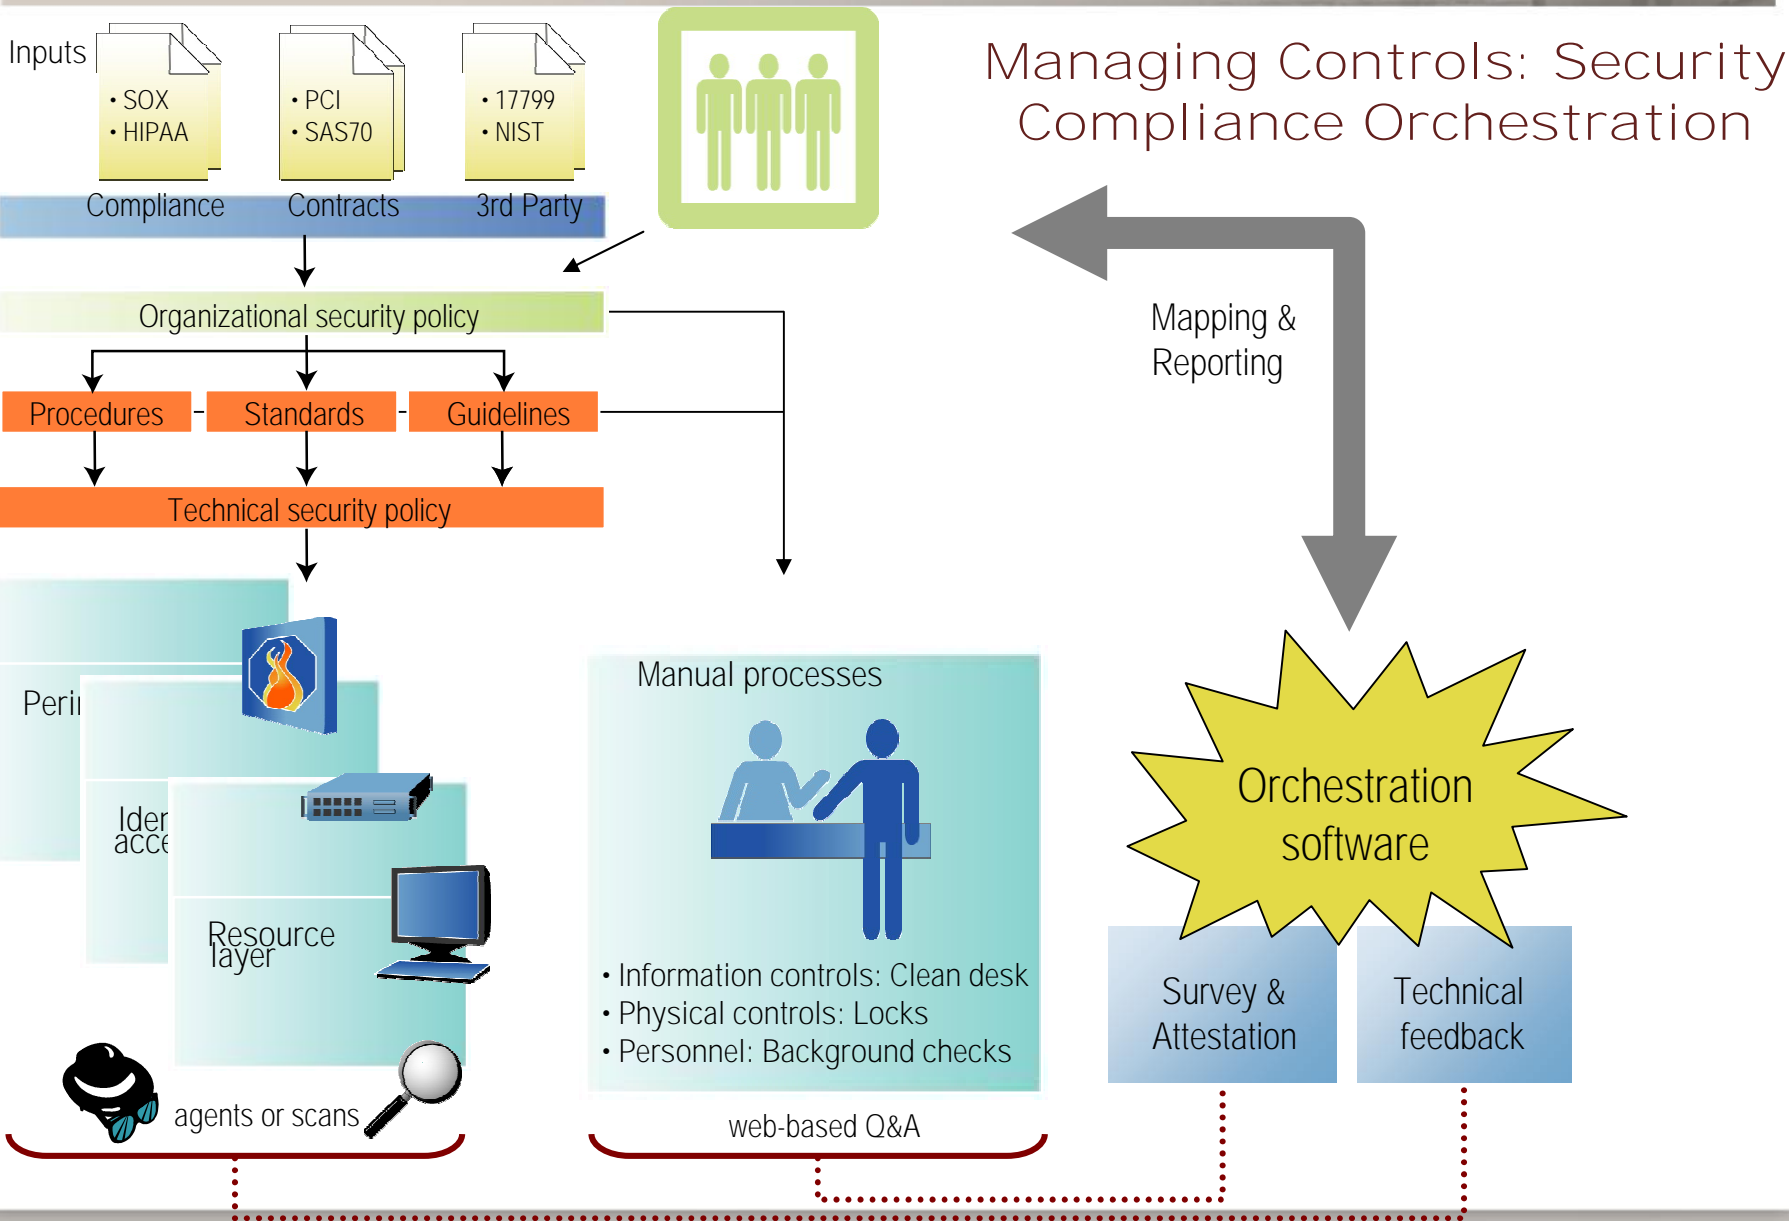 Managing Controls: Security
Compliance Orchestration
Inputs
• SOX
• HIPAA
• PCI
• SAS70
• 17799
• NIST
Compliance
Contracts
3rd Party
Organizational security policy
Procedures
Standards
Guidelines
Technical security policy
Mapping &
Reporting
Resource
layer
agents or scans
Manual processes
• Information controls: Clean desk
• Physical controls: Locks
• Personnel: Background checks
web-based Q&A
Orchestration
software
Survey &
Attestation
Technical
feedback